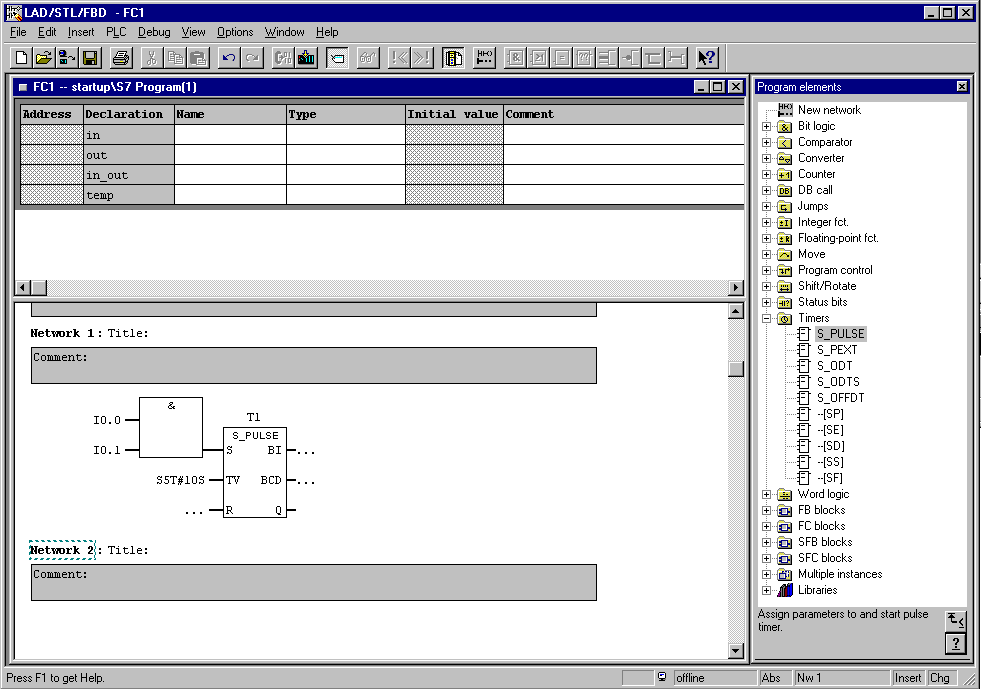 LAD/STL/FBD - FC1
File Edit Insert PLC Debug View Options Window Help
FC1 -- startup\S7 Program(1)
Address Declaration Name Type Initial value Comment
in
out
in_out
temp
Network 1: Title:
Comment:
&
I0.0
I0.1
T1
S_PULSE
S BI ...
S5T#10S TV BCD ...
... R Q
Network 2: Title:
Comment:
Program elements
New network
Bit logic
Comparator
Converter
Counter
DB call
Jumps
Integer fct.
Floating-point fct.
Move
Program control
Shift/Rotate
Status bits
Timers
S_PULSE
S_PEXT
S_ODT
S_ODTS
S_OFFDT
--[SP]
--[SE]
--[SD]
--[SS]
--[SF]
Word logic
FB blocks
FC blocks
SFB blocks
SFC blocks
Multiple instances
Libraries
Assign parameters to and start pulse
timer.
Press F1 to get Help. offline Abs Nw 1 Insert Chg